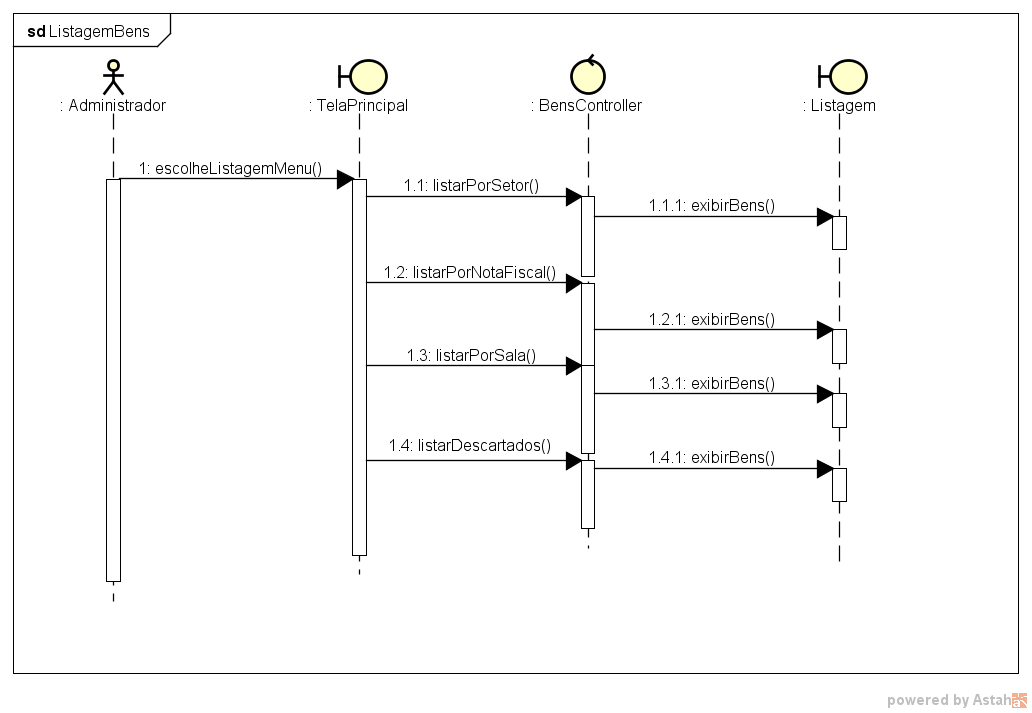 sd ListagemBens
: Administrador
: TelaPrincipal
: BensController
: Listagem
1: escolheListagemMenu()
1.1: listarPorSetor()
1.1.1: exibirBens()
1.2: listarPorNotaFiscal()
1.2.1: exibirBens()
1.3: listarPorSala()
1.3.1: exibirBens()
1.4: listarDescartados()
1.4.1: exibirBens()
powered by Astah